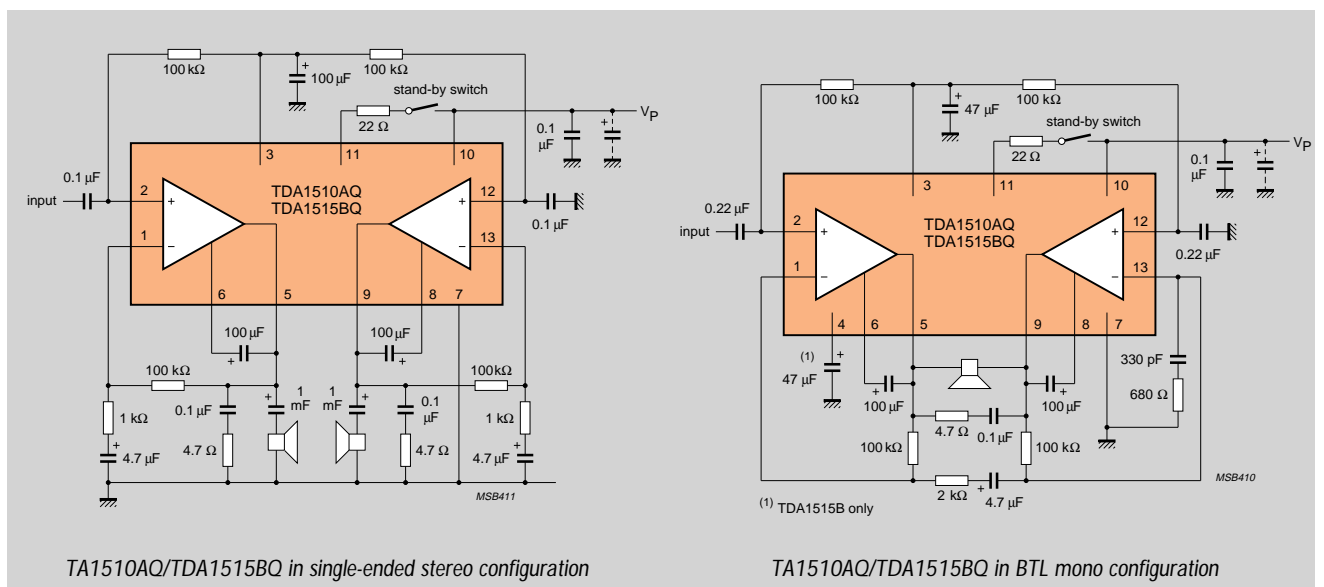 100 kΩ
+
100 µF
100 kΩ
stand-by switch
22 Ω
VP
0.1
µF
+
3
11
10
0.1 µF
input
2
+
1
−
TDA1510AQ
TDA1515BQ
12
+
13
−
0.1 µF
6
5
9
8
7
100 µF
+
100 µF
+
100 kΩ
100kΩ
1 kΩ
0.1 µF
+
1
mF
1
mF
+
0.1
µF
1 kΩ
+
4.7 µF
4.7 Ω
4.7 Ω
4.7 µF
+
MSB411
TA1510AQ/TDA1515BQ in single-ended stereo configuration
100 kΩ
+
47 µF
100 kΩ
stand-by switch
22 Ω
VP
0.1
µF
+
3
11
10
0.22 µF
input
2
+
1
−
TDA1510AQ
TDA1515BQ
12
+
13
−
0.22 µF
4
6
5
9
8
7
(1)
+
47 µF
+
100 µF
+
100 µF
330 pF
680 Ω
4.7 Ω
0.1 µF
100 kΩ
100 kΩ
2 kΩ
+
4.7 µF
MSB410
(1) TDA1515B only
TA1510AQ/TDA1515BQ in BTL mono configuration